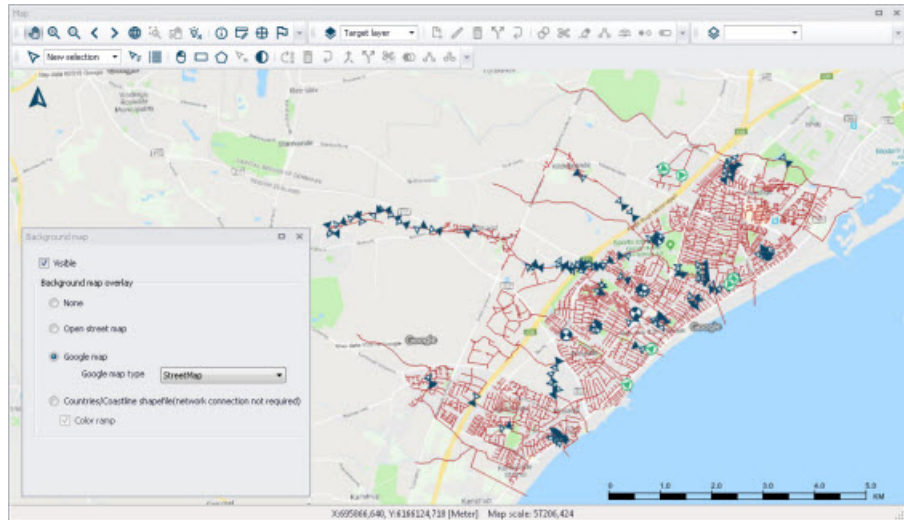 Map
Target layer
New selection
Background map
Visible
Background map overlay
None
Open street map
Google map
Google map type
StreetMap
Countries/Coastline shapefile(network connection not required)
Color ramp
Google
Google
0
1.0
2.0
3.0
4.0
5.0
KM
X:695866,640, Y:6166124,718 [Meter] Map scale: 57206,424